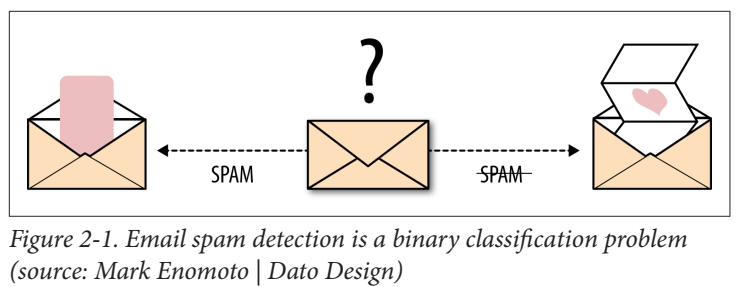 ?
SPAM
SPAM
Figure 2-1. Email spam detection is a binary classification problem
(source: Mark Enomoto | Dato Design)